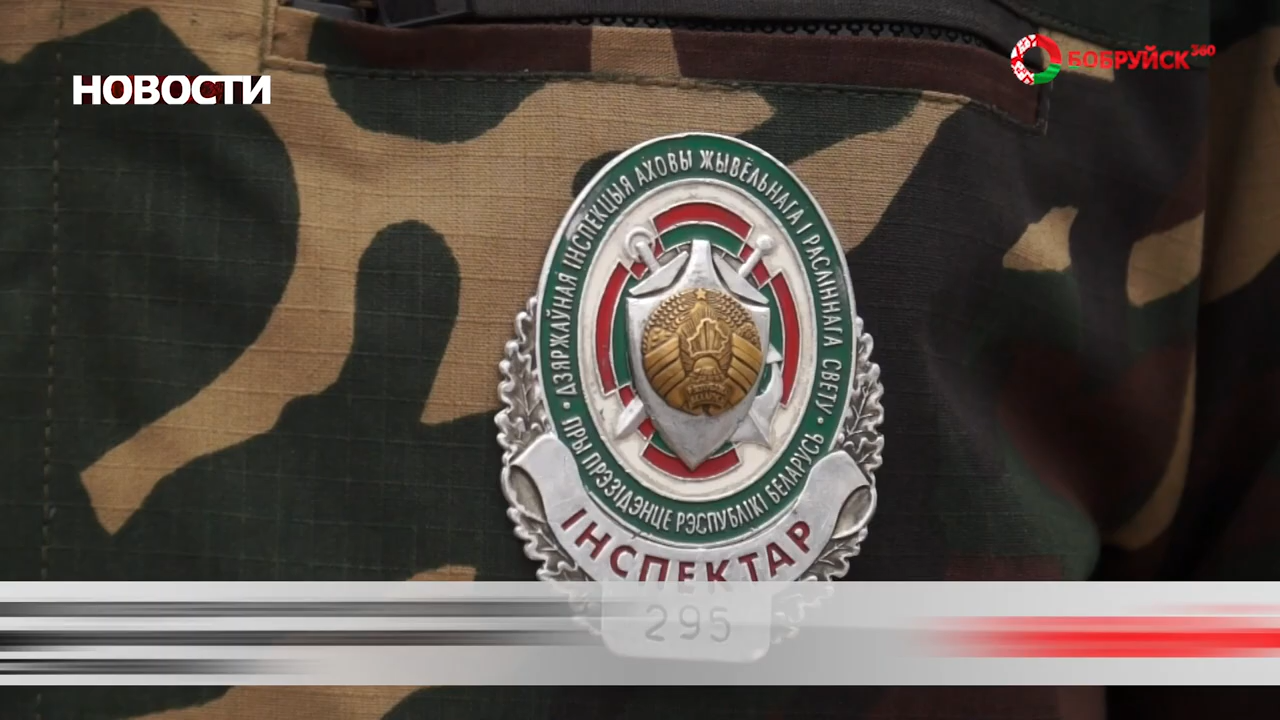 НОВОСТИ
БОБРУЙСК 360
ДЗЯРЖАЎНАЯ ІНСПЕКЦЫЯ АХОВЫ ЖЫВЁЛЬНАГА І РАСЛІННАГА СВЕТУ
ПРЫ ПРЭЗІДЭНЦЕ РЭСПУБЛІКІ БЕЛАРУСЬ
ІНСПЕКТАР
295